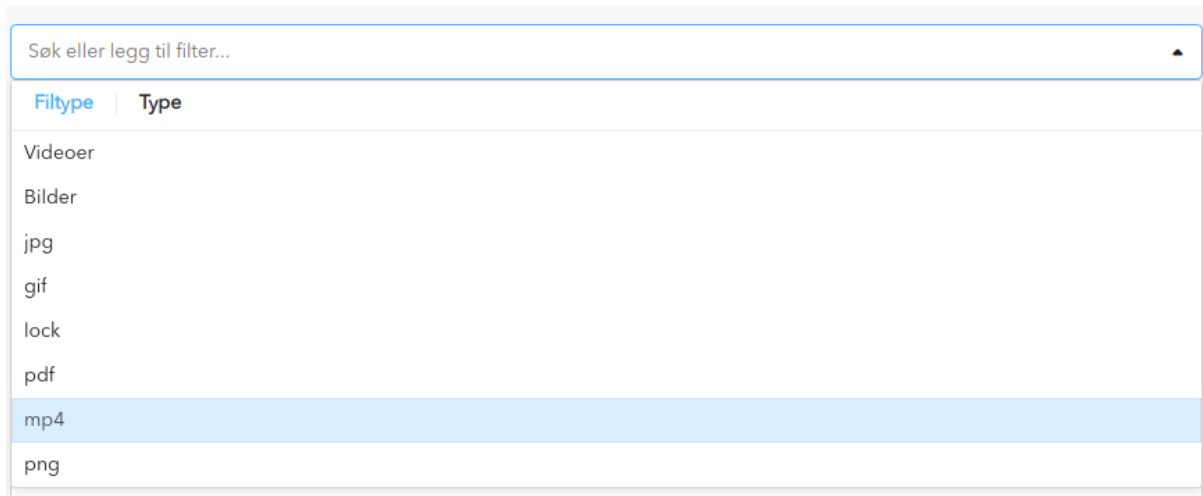 Søk eller legg til filter...
Filtype Type
Videoer
Bilder
jpg
gif
lock
pdf
mp4
png